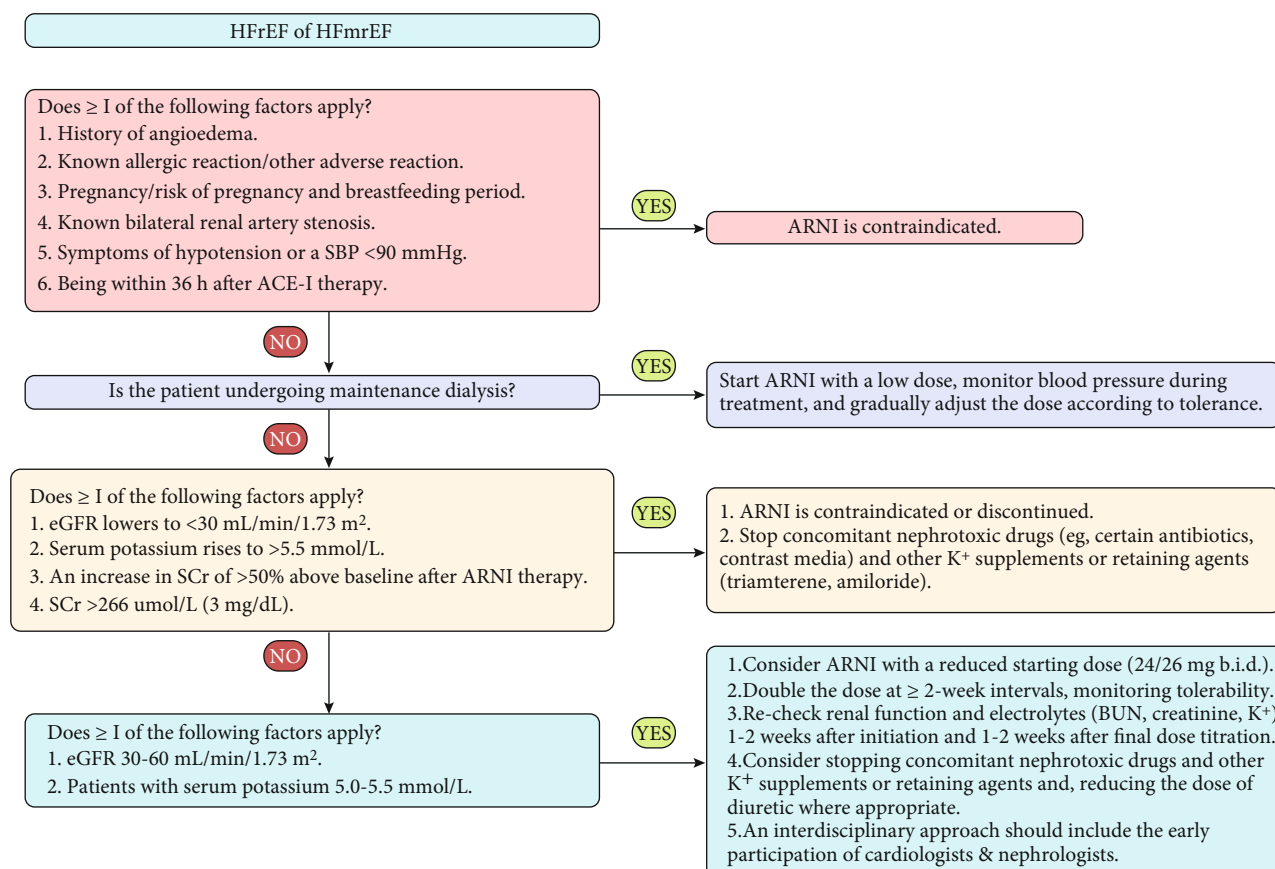 HFrEF of HFmrEF
Does ≥ I of the following factors apply?
1. History of angioedema.
2. Known allergic reaction/other adverse reaction.
3. Pregnancy/risk of pregnancy and breastfeeding period.
4. Known bilateral renal artery stenosis.
5. Symptoms of hypotension or a SBP <90 mmHg.
6. Being within 36 h after ACE-I therapy.
YES
ARNI is contraindicated.
NO
Is the patient undergoing maintenance dialysis?
YES
Start ARNI with a low dose, monitor blood pressure during
treatment, and gradually adjust the dose according to tolerance.
NO
Does ≥ I of the following factors apply?
1. eGFR lowers to <30 mL/min/1.73 m².
2. Serum potassium rises to >5.5 mmol/L.
3. An increase in SCr of >50% above baseline after ARNI therapy.
4. SCr >266 umol/L (3 mg/dL).
YES
1. ARNI is contraindicated or discontinued.
2. Stop concomitant nephrotoxic drugs (eg, certain antibiotics,
contrast media) and other K⁺ supplements or retaining agents
(triamterene, amiloride).
NO
Does ≥ I of the following factors apply?
1. eGFR 30-60 mL/min/1.73 m².
2. Patients with serum potassium 5.0-5.5 mmol/L.
YES
1.Consider ARNI with a reduced starting dose (24/26 mg b.i.d.).
2.Double the dose at ≥ 2-week intervals, monitoring tolerability.
3.Re-check renal function and electrolytes (BUN, creatinine, K⁺)
1-2 weeks after initiation and 1-2 weeks after final dose titration.
4.Consider stopping concomitant nephrotoxic drugs and other
K⁺ supplements or retaining agents and, reducing the dose of
diuretic where appropriate.
5.An interdisciplinary approach should include the early
participation of cardiologists & nephrologists.